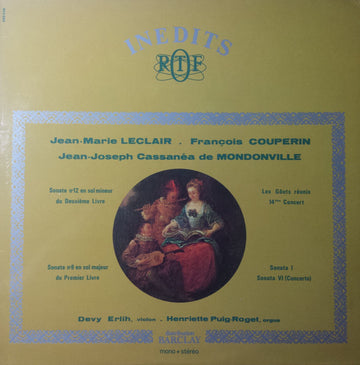 INEDITS
ORTF
Jean-Marie LECLAIR . François COUPERIN
Jean-Joseph Cassanéa de MONDONVILLE
Sonate n°12 en sol mineur
du Deuxième Livre
Les Goûts réunis
14ème Concert
Sonate n°8 en sol majeur
du Premier Livre
Sonate I
Sonate VI (Concerto)
Devy Erlih, violon - Henriette Puig-Roget, orgue
distribution
BARCLAY
mono + stéréo